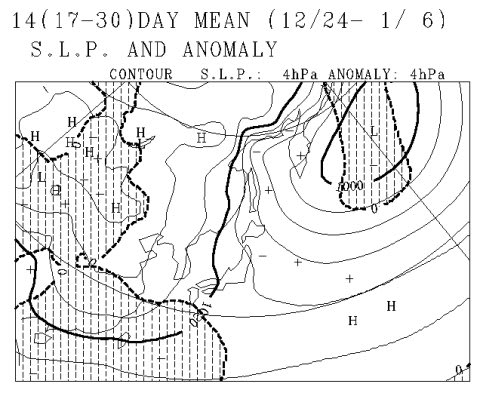 14(17-30)DAY MEAN (12/24- 1/ 6)
S.L.P. AND ANOMALY
CONTOUR S.L.P.: 4hPa ANOMALY: 4hPa
H
H
H
H
H
H
L
L
H
1000
0
0
0
H
H
0